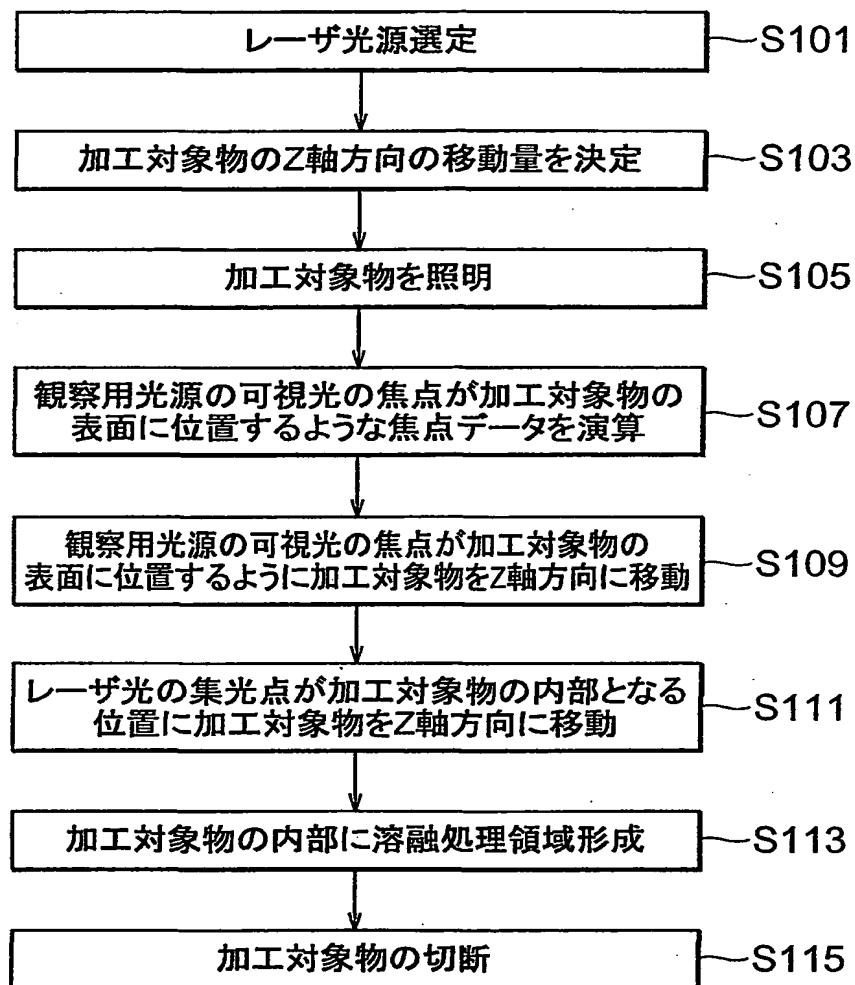 レーザ光源選定
S101
加工対象物のZ軸方向の移動量を決定
S103
加工対象物を照明
S105
観察用光源の可視光の焦点が加工対象物の
表面に位置するような焦点データを演算
S107
観察用光源の可視光の焦点が加工対象物の
表面に位置するように加工対象物をZ軸方向に移動
S109
レーザ光の集光点が加工対象物の内部となる
位置に加工対象物をZ軸方向に移動
S111
加工対象物の内部に溶融処理領域形成
S113
加工対象物の切断
S115